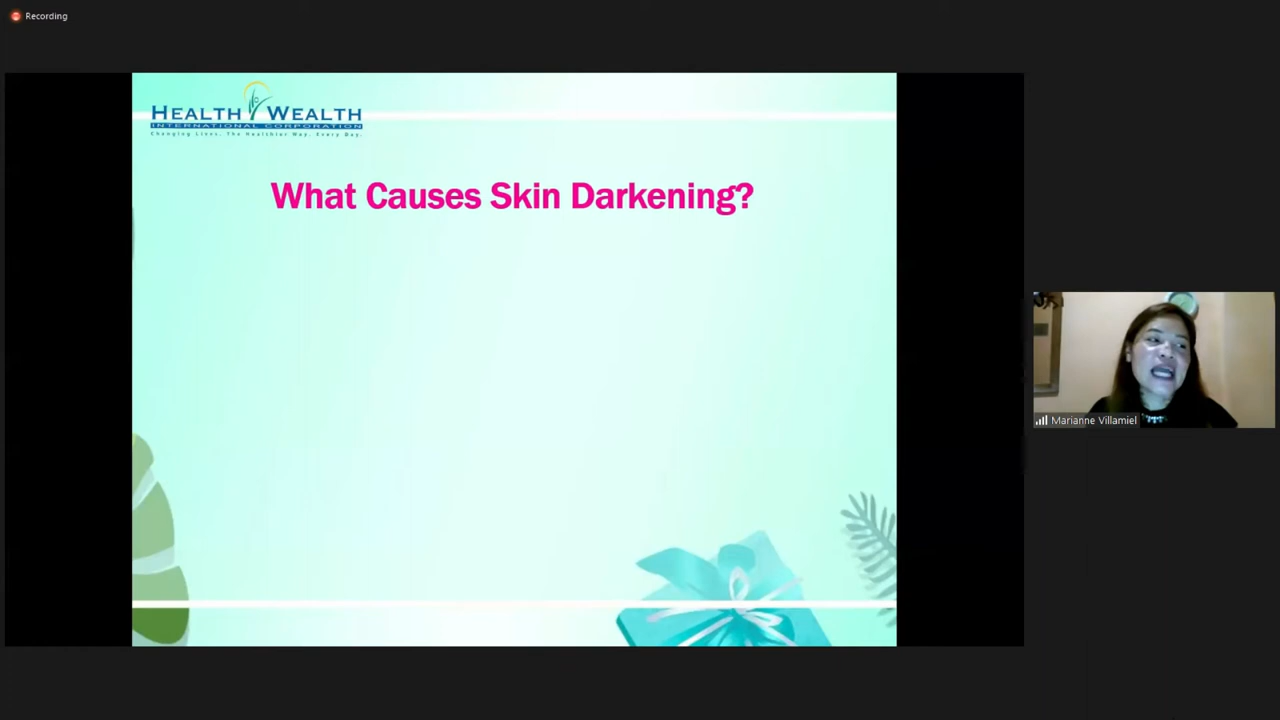 Recording
HEALTH WEALTH
INTERNATIONAL CORPORATION
Changing Lives. The Healthier Way. Every Day.
What Causes Skin Darkening?
Marianne Villamiel